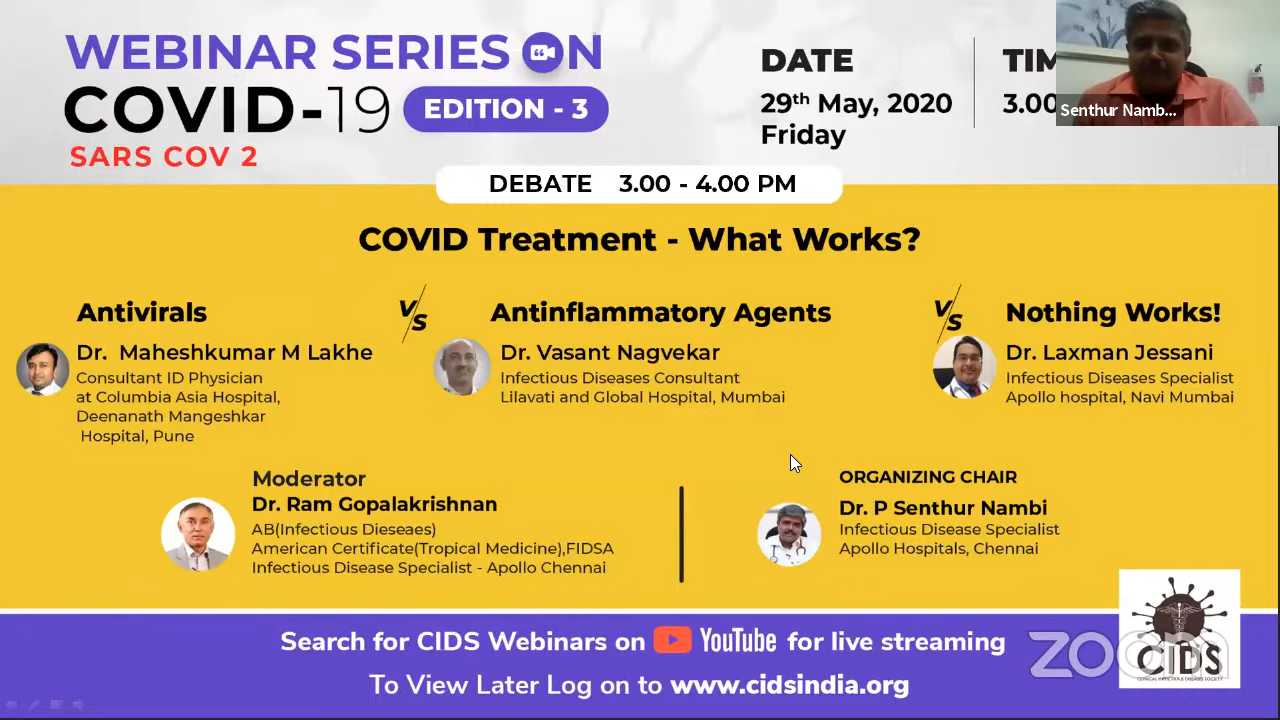 WEBINAR SERIES ON
COVID-19 EDITION - 3
SARS COV 2
DATE
29th May, 2020
Friday
TIM
3.00
Senthur Namb...
DEBATE 3.00 - 4.00 PM
COVID Treatment - What Works?
Antivirals
Dr. Maheshkumar M Lakhe
Consultant ID Physician
at Columbia Asia Hospital,
Deenanath Mangeshkar
Hospital, Pune
VS
Antinflammatory Agents
Dr. Vasant Nagvekar
Infectious Diseases Consultant
Lilavati and Global Hospital, Mumbai
VS
Nothing Works!
Dr. Laxman Jessani
Infectious Diseases Specialist
Apollo hospital, Navi Mumbai
Moderator
Dr. Ram Gopalakrishnan
AB(Infectious Dieseaes)
American Certificate(Tropical Medicine),FIDSA
Infectious Disease Specialist - Apollo Chennai
ORGANIZING CHAIR
Dr. P Senthur Nambi
Infectious Disease Specialist
Apollo Hospitals, Chennai
Search for CIDS Webinars on YouTube for live streaming
To View Later Log on to www.cidsindia.org
zoom
CIDS
CLINICAL INFECTIOUS DISEASES SOCIETY